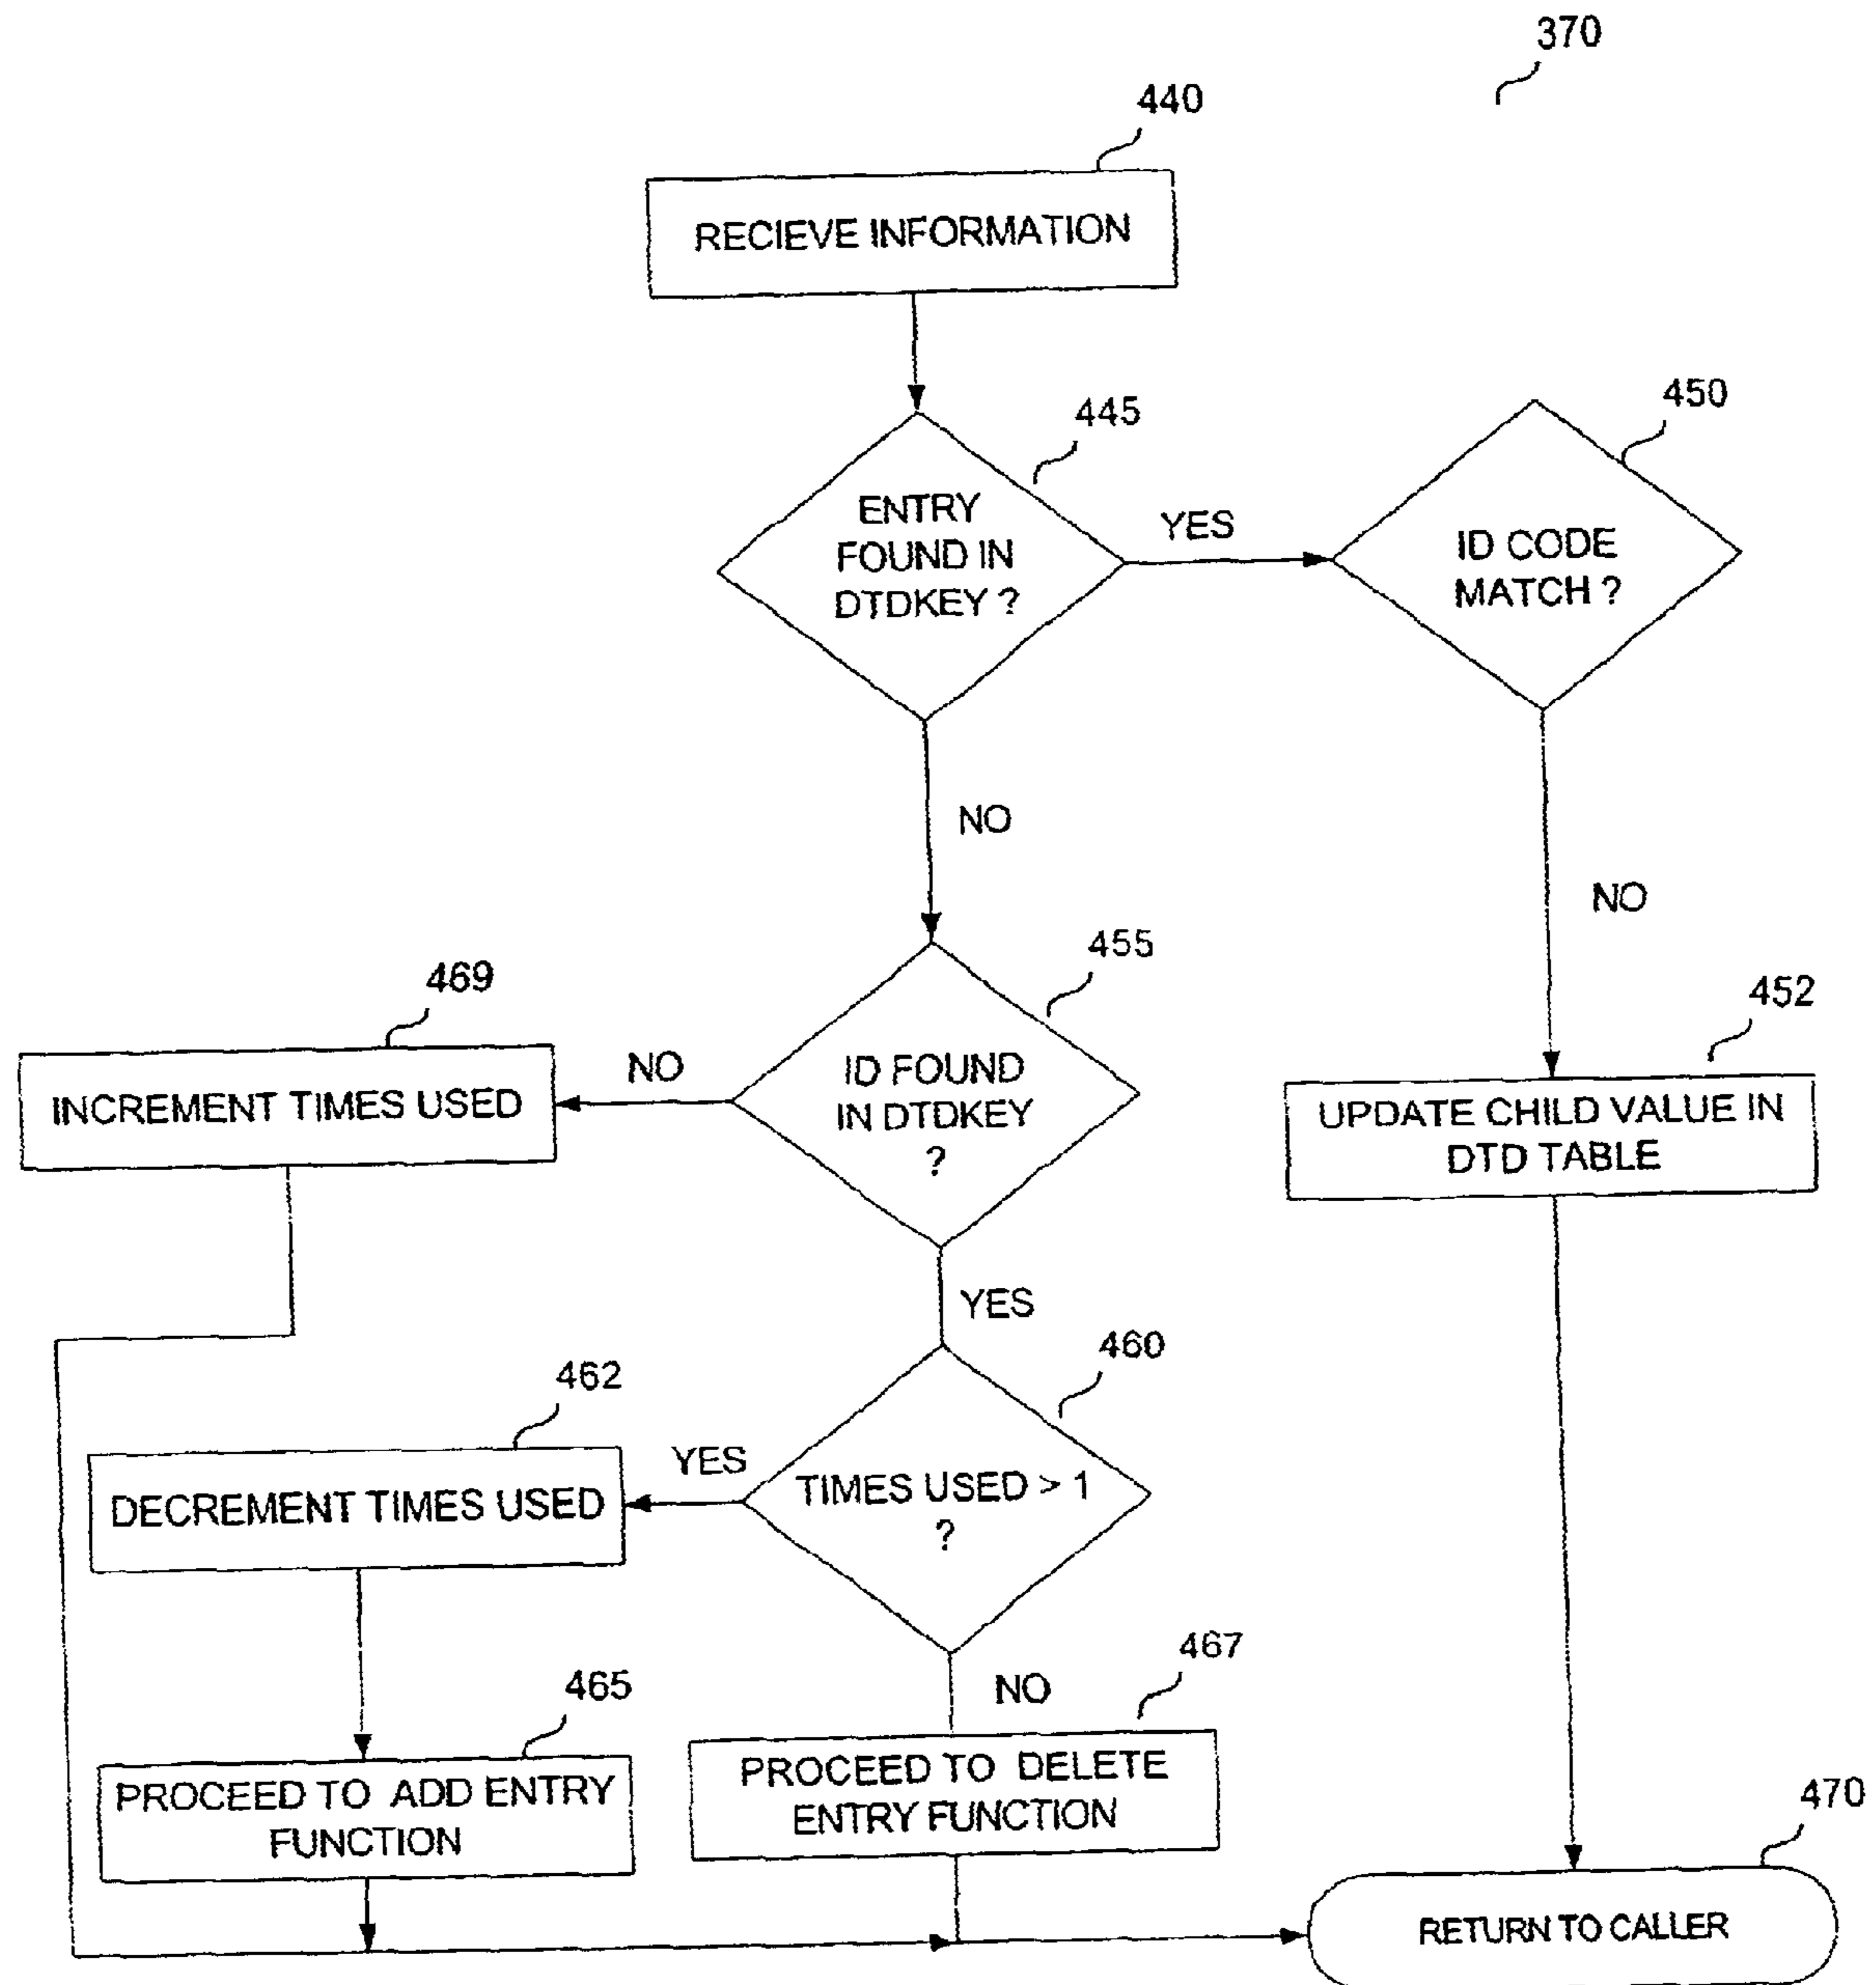 370
440
RECIEVE INFORMATION
445
450
ENTRY
FOUND IN
DTDKEY ?
YES
ID CODE
MATCH ?
NO
NO
455
469
452
INCREMENT TIMES USED
NO
ID FOUND
IN DTDKEY
?
UPDATE CHILD VALUE IN
DTD TABLE
YES
460
462
YES
DECREMENT TIMES USED
TIMES USED > 1
?
467
465
NO
PROCEED TO ADD ENTRY
FUNCTION
PROCEED TO DELETE
ENTRY FUNCTION
470
RETURN TO CALLER